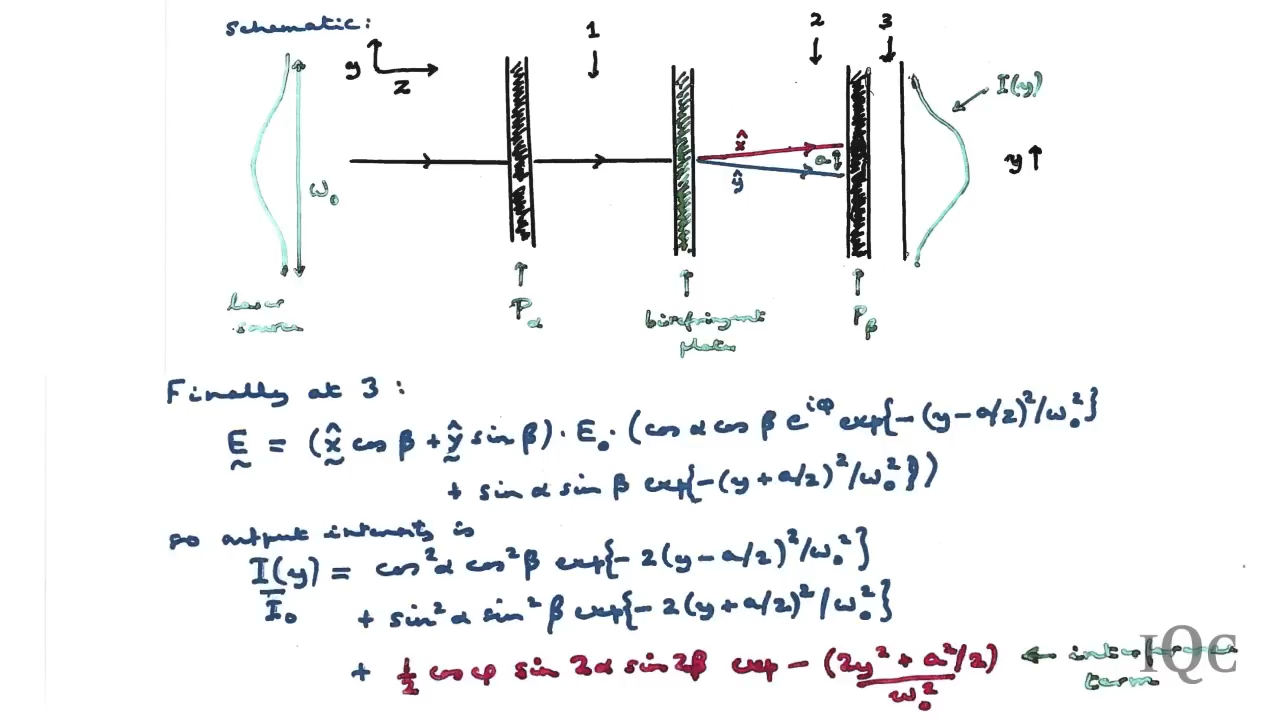 Schematic:
1
2
3
y
z
I(y)
x̂
a
ŷ
y↑
ω₀
laser
source
P_α
birefringent
plate
P_β
Finally at 3:
E = (x̂ cos β + ŷ sin β) · E₀ · (cos α cos β e^{iφ} exp{-(y - a/2)²/ω₀²}
+ sin α sin β exp{-(y + a/2)²/ω₀²})
so output intensity is
I(y)/I₀ = cos²α cos²β exp{-2(y - a/2)²/ω₀²}
+ sin²α sin²β exp{-2(y + a/2)²/ω₀²}
+ 1/2 cos φ sin 2α sin 2β exp - (2y² + a²/2)/ω₀² ← interference
term
IQC